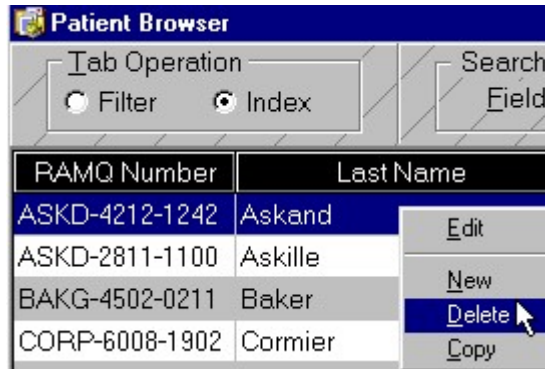 Patient Browser
Tab Operation
Search
Filter Index
Field
RAMQ Number Last Name
ASKD-4212-1242 Askand
Edit
ASKD-2811-1100 Askille
New
BAKG-4502-0211 Baker
Delete
CORP-6008-1902 Cormier
Copy